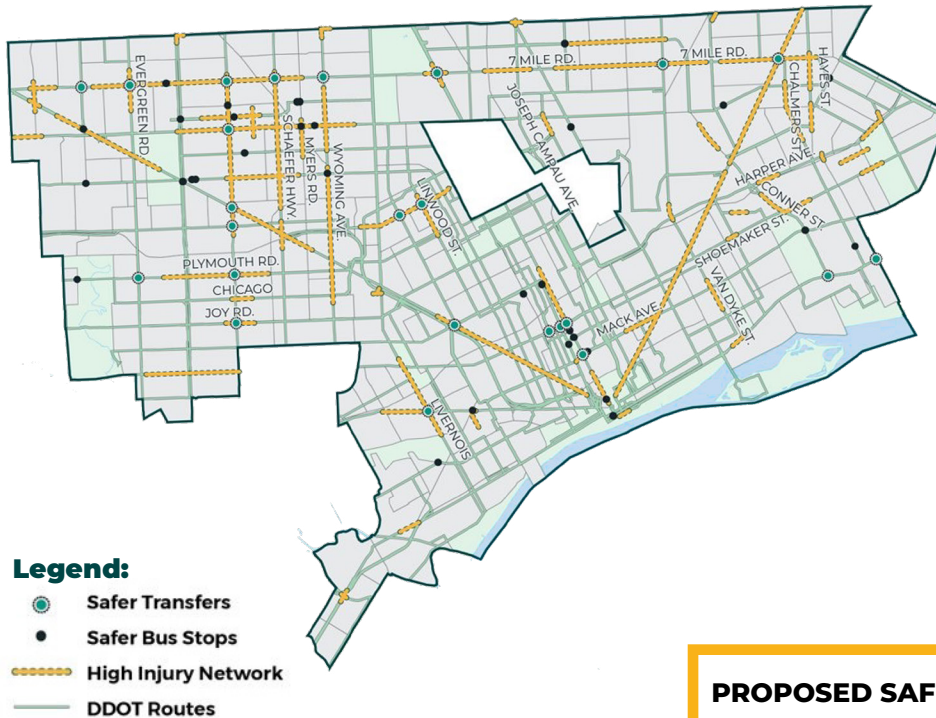 7 MILE RD.
7 MILE RD.
HAYES ST
CHALMERS ST.
EVERGREEN RD.
SCHAEFER HWY.
MYERS RD.
WYOMING AVE.
JOSEPH CAMPAU AVE
LINWOOD ST.
HARPER AVE
CONNER ST.
SHOEMAKER ST.
PLYMOUTH RD.
CHICAGO
JOY RD.
MACK AVE
VAN DYKE ST.
LIVERNOIS
Legend:
Safer Transfers
Safer Bus Stops
High Injury Network
DDOT Routes
PROPOSED SAF